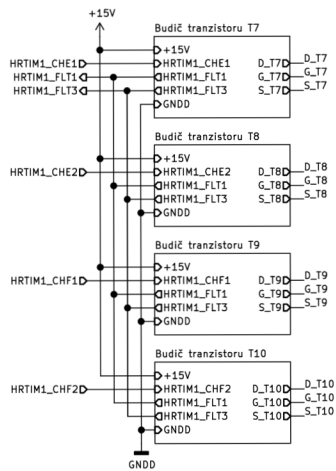 +15V
Budič tranzistoru T7
+15V
HRTIM1_CHE1 HRTIM1_CHE1 D_T7 D_T7
HRTIM1_FLT1 HRTIM1_FLT1 G_T7 G_T7
HRTIM1_FLT3 HRTIM1_FLT3 S_T7 S_T7
GNDD
Budič tranzistoru T8
+15V
HRTIM1_CHE2 HRTIM1_CHE2 D_T8 D_T8
HRTIM1_FLT1 G_T8 G_T8
HRTIM1_FLT3 S_T8 S_T8
GNDD
Budič tranzistoru T9
+15V
HRTIM1_CHF1 HRTIM1_CHF1 D_T9 D_T9
HRTIM1_FLT1 G_T9 G_T9
HRTIM1_FLT3 S_T9 S_T9
GNDD
Budič tranzistoru T10
+15V
HRTIM1_CHF2 HRTIM1_CHF2 D_T10 D_T10
HRTIM1_FLT1 G_T10 G_T10
HRTIM1_FLT3 S_T10 S_T10
GNDD
GNDD